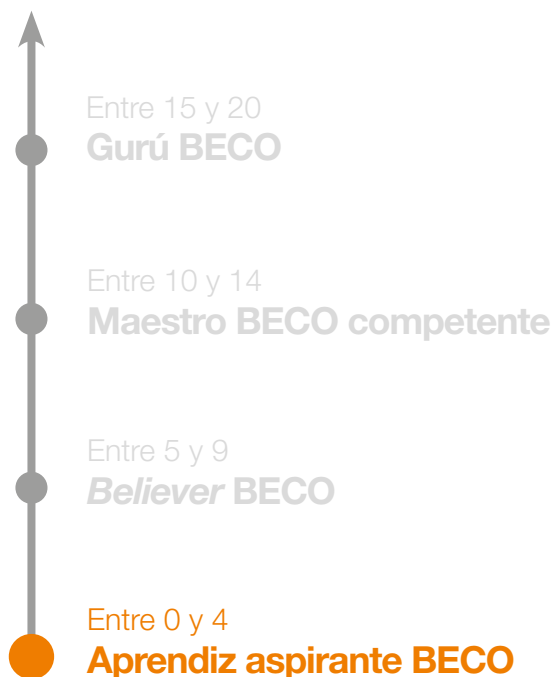 Entre 15 y 20
Gurú BECO
Entre 10 y 14
Maestro BECO competente
Entre 5 y 9
Believer BECO
Entre 0 y 4
Aprendiz aspirante BECO